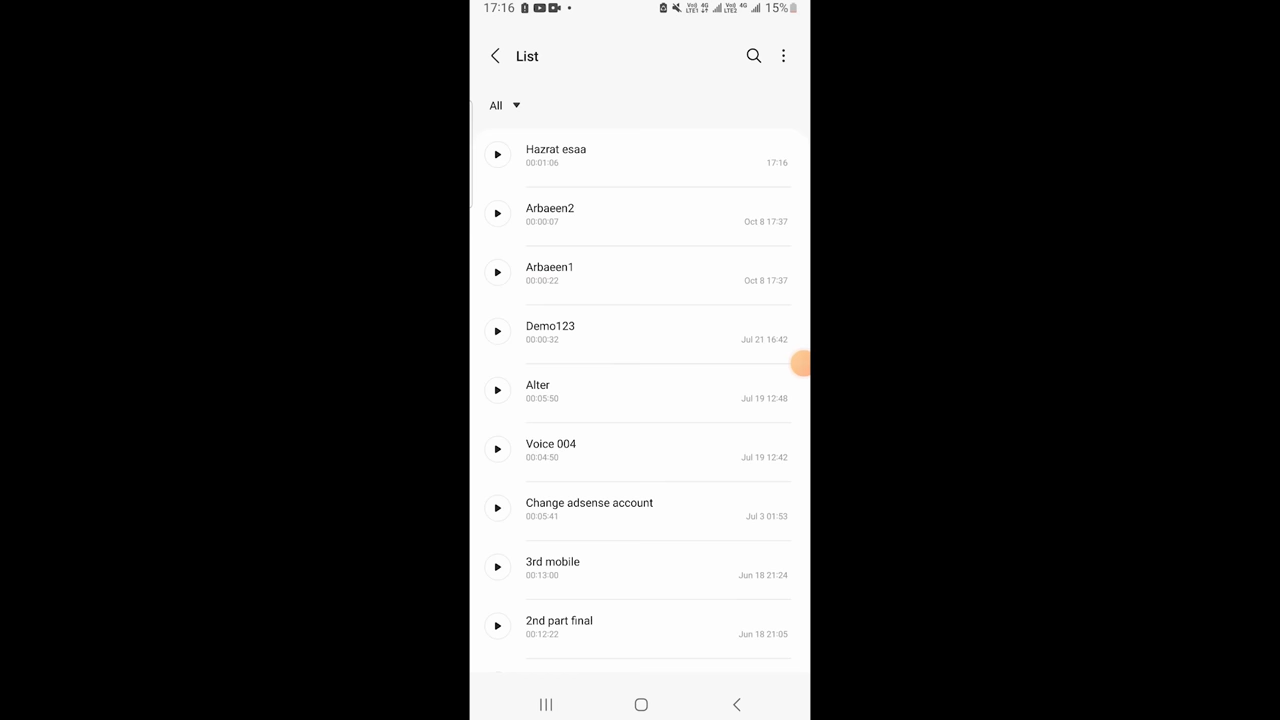 17:16 15%
List
All
Hazrat esaa
00:01:06 17:16
Arbaeen2
00:00:07 Oct 8 17:37
Arbaeen1
00:00:22 Oct 8 17:37
Demo123
00:00:32 Jul 21 16:42
Alter
00:05:50 Jul 19 12:48
Voice 004
00:04:50 Jul 19 12:42
Change adsense account
00:05:41 Jul 3 01:53
3rd mobile
00:13:00 Jun 18 21:24
2nd part final
00:12:22 Jun 18 21:05